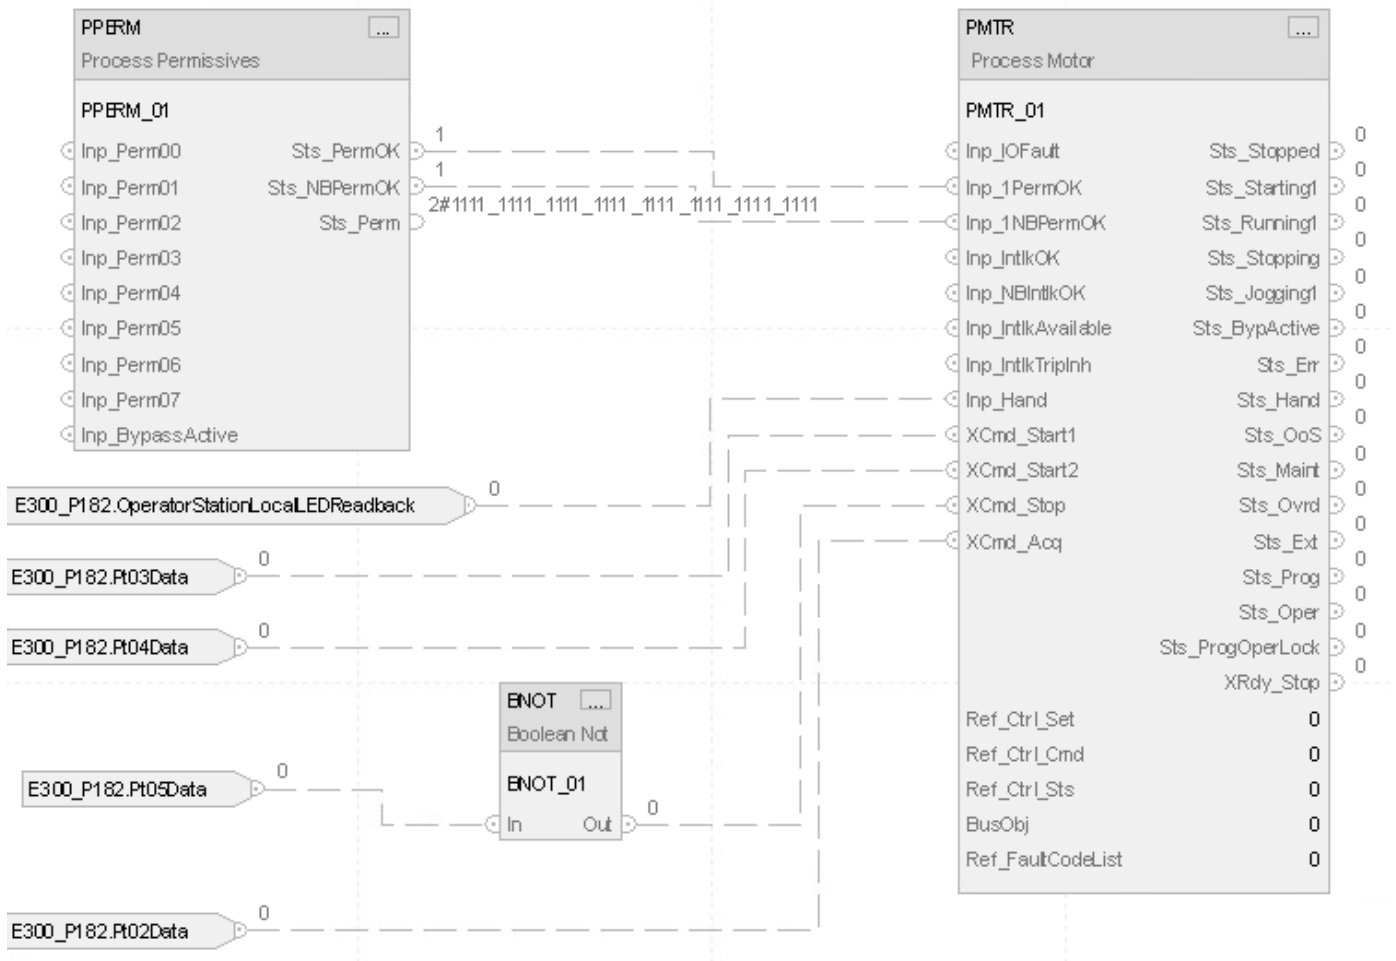 PPERM ...
Process Permissives
PPERM_01
Inp_Perm00 Sts_PermOK 1
Inp_Perm01 Sts_NBPermOK 1
Inp_Perm02 Sts_Perm 2#1111_1111_1111_1111_1111_1111_1111_1111
Inp_Perm03
Inp_Perm04
Inp_Perm05
Inp_Perm06
Inp_Perm07
Inp_BypassActive
E300_P182.OperatorStationLocalLEDReadback 0
E300_P182.Pt03Data 0
E300_P182.Pt04Data 0
E300_P182.Pt05Data 0
E300_P182.Pt02Data 0
BNOT ...
Boolean Not
BNOT_01
In Out 0
PMTR ...
Process Motor
PMTR_01
Inp_IOFault Sts_Stopped 0
Inp_1PermOK Sts_Starting1 0
Inp_1NBPermOK Sts_Running1 0
Inp_IntlkOK Sts_Stopping 0
Inp_NBIntlkOK Sts_Jogging1 0
Inp_IntlkAvailable Sts_BypActive 0
Inp_IntlkTripInh Sts_Err 0
Inp_Hand Sts_Hand 0
XCmd_Start1 Sts_OoS 0
XCmd_Start2 Sts_Maint 0
XCmd_Stop Sts_Ovrd 0
XCmd_Acq Sts_Ext 0
Sts_Prog 0
Sts_Oper 0
Sts_ProgOperLock 0
XRdy_Stop 0
Ref_Ctrl_Set 0
Ref_Ctrl_Cmd 0
Ref_Ctrl_Sts 0
BusObj 0
Ref_FaultCodeList 0